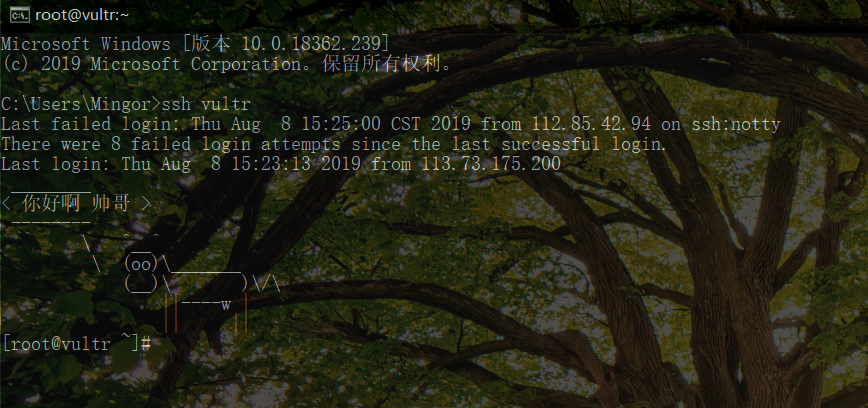 root@vultr:~
Microsoft Windows [版本 10.0.18362.239]
(c) 2019 Microsoft Corporation。保留所有权利。
C:\Users\Mingor>ssh vultr
Last failed login: Thu Aug  8 15:25:00 CST 2019 from 112.85.42.94 on ssh:notty
There were 8 failed login attempts since the last successful login.
Last login: Thu Aug  8 15:23:13 2019 from 113.73.175.200
 ________
< 你好啊 帅哥 >
 --------
        \   ^__^
         \  (oo)\_______
            (__)\       )\/\
                ||----w |
                ||     ||
[root@vultr ~]#